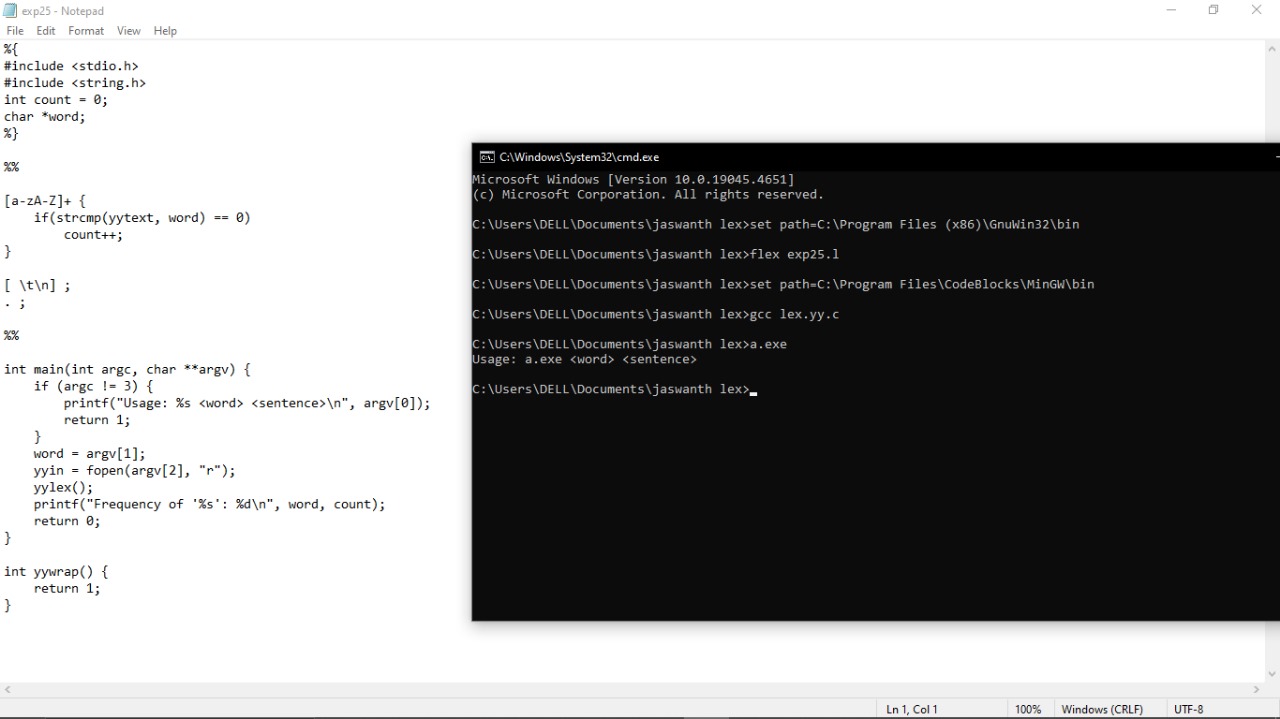 exp25 - Notepad
File Edit Format View Help
%{
#include <stdio.h>
#include <string.h>
int count = 0;
char *word;
%}
%%
[a-zA-Z]+ {
    if(strcmp(yytext, word) == 0)
        count++;
}
[ \t\n] ;
. ;
%%
int main(int argc, char **argv) {
    if (argc != 3) {
        printf("Usage: %s <word> <sentence>\n", argv[0]);
        return 1;
    }
    word = argv[1];
    yyin = fopen(argv[2], "r");
    yylex();
    printf("Frequency of '%s': %d\n", word, count);
    return 0;
}
int yywrap() {
    return 1;
}
C:\Windows\System32\cmd.exe
Microsoft Windows [Version 10.0.19045.4651]
(c) Microsoft Corporation. All rights reserved.
C:\Users\DELL\Documents\jaswanth lex>set path=C:\Program Files (x86)\GnuWin32\bin
C:\Users\DELL\Documents\jaswanth lex>flex exp25.l
C:\Users\DELL\Documents\jaswanth lex>set path=C:\Program Files\CodeBlocks\MinGW\bin
C:\Users\DELL\Documents\jaswanth lex>gcc lex.yy.c
C:\Users\DELL\Documents\jaswanth lex>a.exe
Usage: a.exe <word> <sentence>
C:\Users\DELL\Documents\jaswanth lex>
Ln 1, Col 1 100% Windows (CRLF) UTF-8